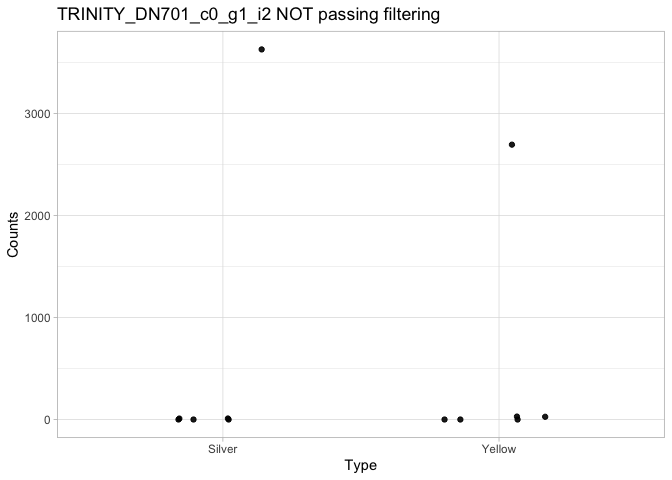 TRINITY_DN701_c0_g1_i2 NOT passing filtering
Counts
3000
2000
1000
0
Silver
Yellow
Type